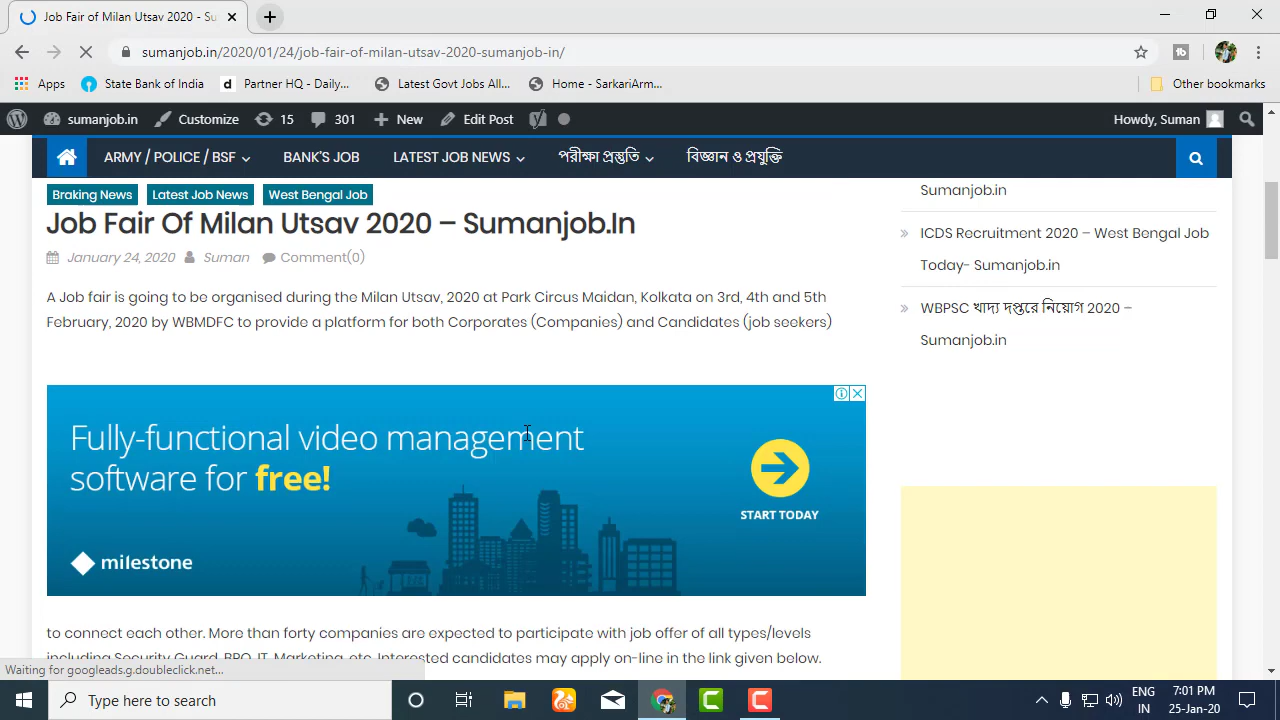 Job Fair of Milan Utsav 2020 - Su
sumanjob.in/2020/01/24/job-fair-of-milan-utsav-2020-sumanjob-in/
Apps State Bank of India Partner HQ - Daily... Latest Govt Jobs All... Home - SarkariArm... Other bookmarks
sumanjob.in Customize 15 301 New Edit Post Howdy, Suman
ARMY / POLICE / BSF BANK'S JOB LATEST JOB NEWS পরীক্ষা প্রস্তুতি বিজ্ঞান ও প্রযুক্তি
Braking News Latest Job News West Bengal Job
Job Fair Of Milan Utsav 2020 – Sumanjob.In
January 24, 2020 Suman Comment(0)
A Job fair is going to be organised during the Milan Utsav, 2020 at Park Circus Maidan, Kolkata on 3rd, 4th and 5th
February, 2020 by WBMDFC to provide a platform for both Corporates (Companies) and Candidates (job seekers)
Fully-functional video management
software for free!
START TODAY
milestone
to connect each other. More than forty companies are expected to participate with job offer of all types/levels
including Security Guard, BPO, IT, Marketing, etc. Interested candidates may apply on-line in the link given below.
Sumanjob.in
ICDS Recruitment 2020 – West Bengal Job
Today- Sumanjob.in
WBPSC খাদ্য দপ্তরে নিয়োগ 2020 –
Sumanjob.in
Waiting for googleads.g.doubleclick.net...
Type here to search
ENG
IN
7:01 PM
25-Jan-20